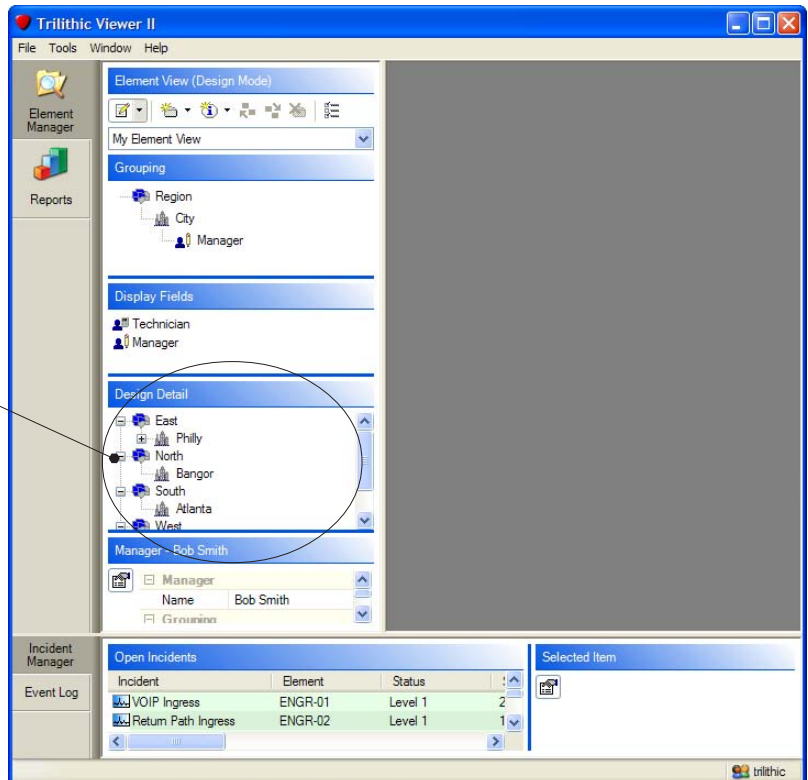 Trilithic Viewer II
File Tools Window Help
Element Manager
Reports
Element View (Design Mode)
My Element View
Grouping
Region
City
Manager
Display Fields
Technician
Manager
Design Detail
East
Philly
North
Bangor
South
Atlanta
West
Manager - Bob Smith
Manager
Name Bob Smith
Grouping
Incident Manager
Event Log
Open Incidents
Incident Element Status
VOIP Ingress ENGR-01 Level 1 2
Return Path Ingress ENGR-02 Level 1 1
Selected Item
trilithic